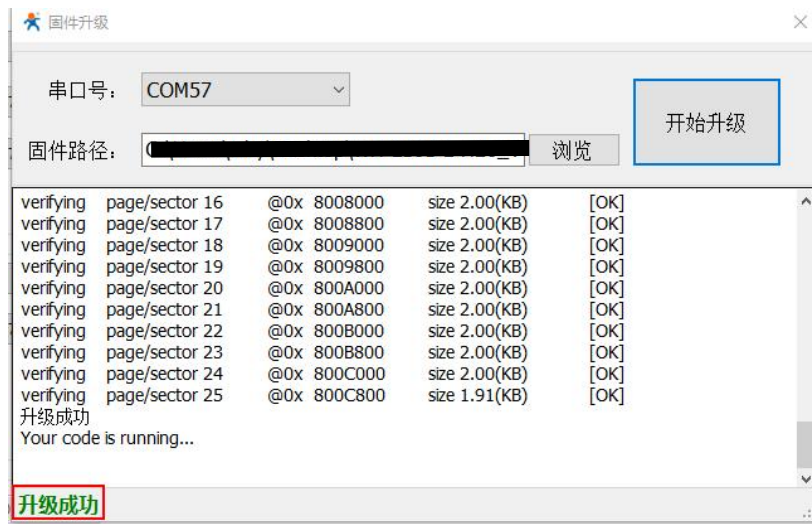 固件升级
串口号： COM57
开始升级
固件路径： 浏览
verifying page/sector 16 @0x 8008000 size 2.00(KB) [OK]
verifying page/sector 17 @0x 8008800 size 2.00(KB) [OK]
verifying page/sector 18 @0x 8009000 size 2.00(KB) [OK]
verifying page/sector 19 @0x 8009800 size 2.00(KB) [OK]
verifying page/sector 20 @0x 800A000 size 2.00(KB) [OK]
verifying page/sector 21 @0x 800A800 size 2.00(KB) [OK]
verifying page/sector 22 @0x 800B000 size 2.00(KB) [OK]
verifying page/sector 23 @0x 800B800 size 2.00(KB) [OK]
verifying page/sector 24 @0x 800C000 size 2.00(KB) [OK]
verifying page/sector 25 @0x 800C800 size 1.91(KB) [OK]
升级成功
Your code is running...
升级成功